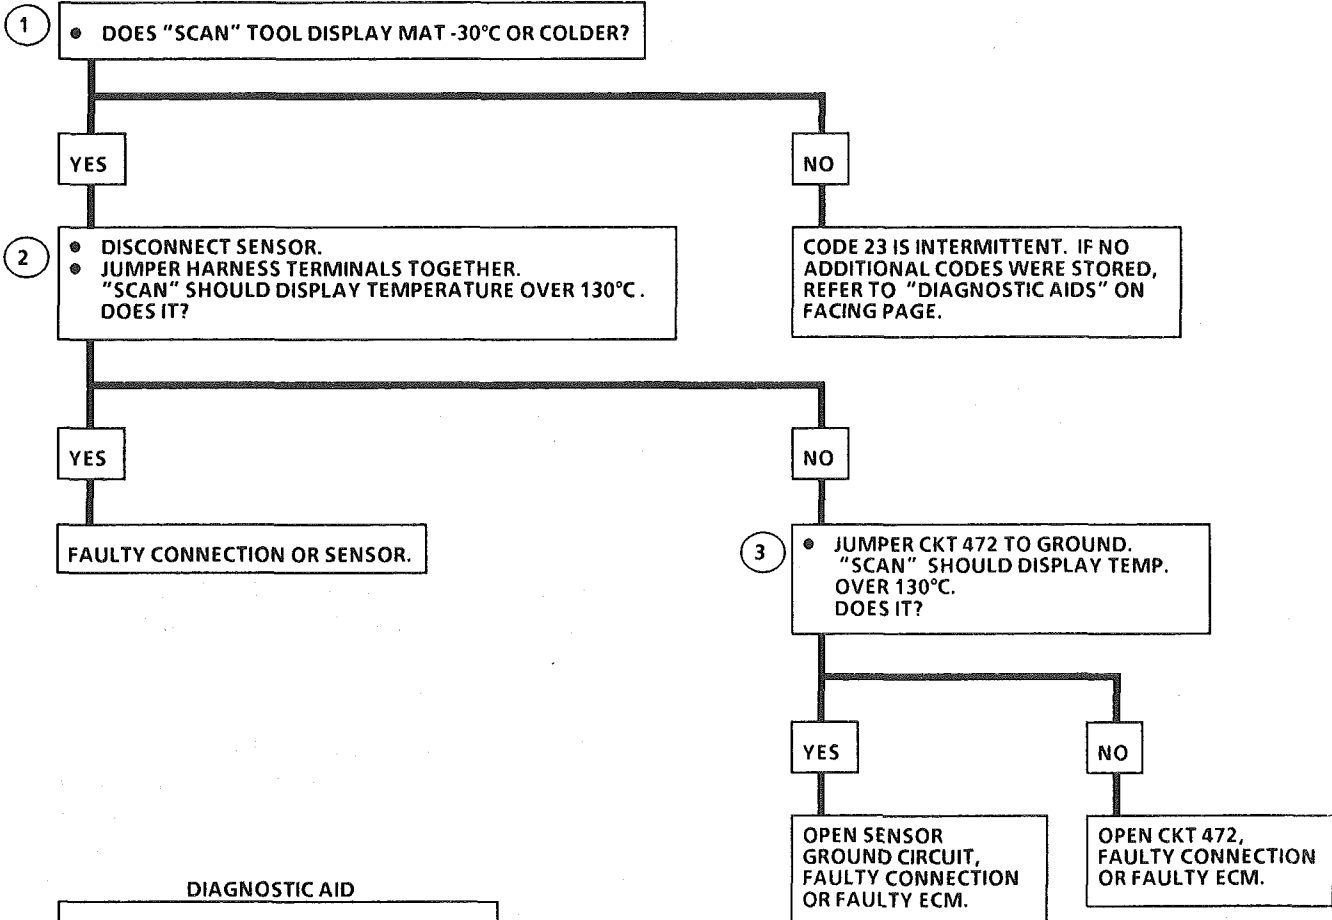 1
• DOES "SCAN" TOOL DISPLAY MAT -30°C OR COLDER?
YES
NO
2
• DISCONNECT SENSOR.
• JUMPER HARNESS TERMINALS TOGETHER.
"SCAN" SHOULD DISPLAY TEMPERATURE OVER 130°C.
DOES IT?
CODE 23 IS INTERMITTENT. IF NO
ADDITIONAL CODES WERE STORED,
REFER TO "DIAGNOSTIC AIDS" ON
FACING PAGE.
YES
NO
FAULTY CONNECTION OR SENSOR.
3
• JUMPER CKT 472 TO GROUND.
"SCAN" SHOULD DISPLAY TEMP.
OVER 130°C.
DOES IT?
YES
NO
OPEN SENSOR
GROUND CIRCUIT,
FAULTY CONNECTION
OR FAULTY ECM.
OPEN CKT 472,
FAULTY CONNECTION
OR FAULTY ECM.
DIAGNOSTIC AID